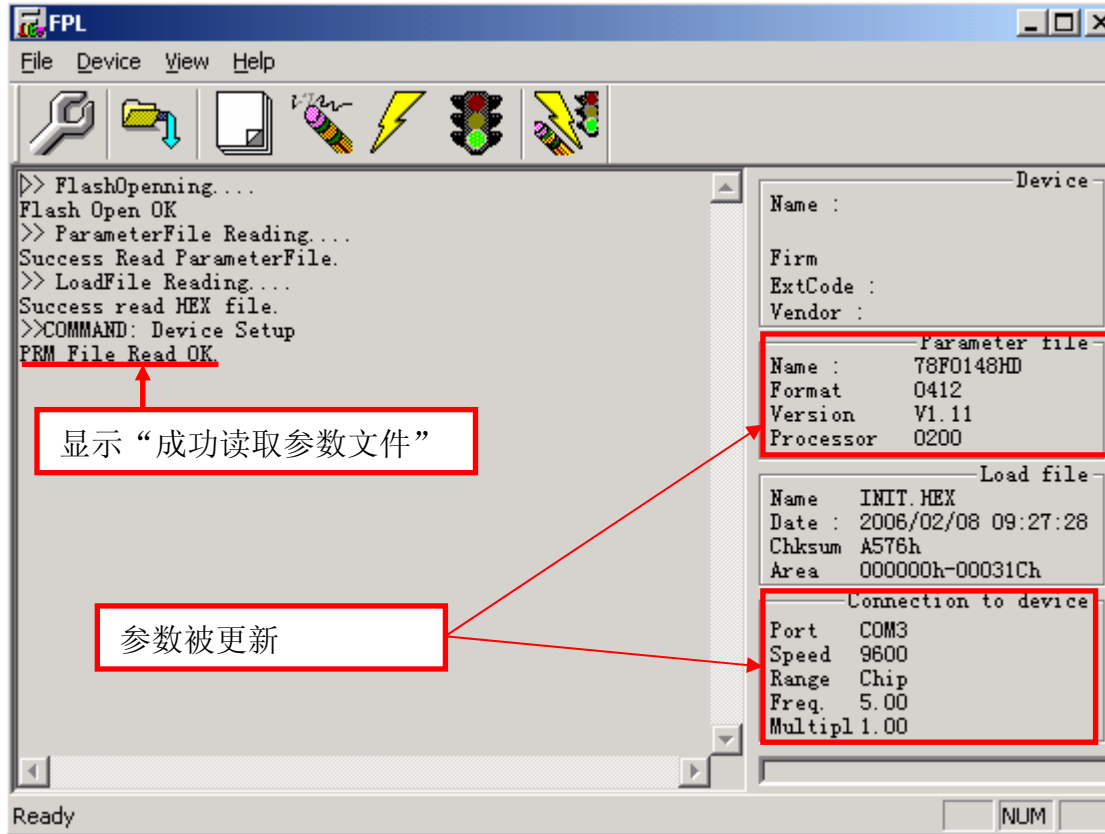 FPL
File Device View Help
>> FlashOpenning....
Flash Open OK
>> ParameterFile Reading....
Success Read ParameterFile.
>> LoadFile Reading....
Success read HEX file.
>>COMMAND: Device Setup
PRM File Read OK.
显示“成功读取参数文件”
参数被更新
Device
Name :
Firm
ExtCode :
Vendor :
Parameter file
Name : 78F0148HD
Format 0412
Version V1.11
Processor 0200
Load file
Name INIT.HEX
Date : 2006/02/08 09:27:28
Chksum A576h
Area 000000h-00031Ch
Connection to device
Port COM3
Speed 9600
Range Chip
Freq. 5.00
Multipl 1.00
Ready
NUM